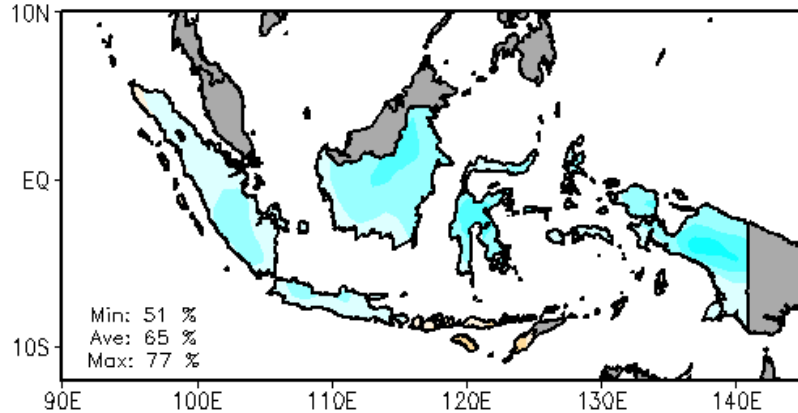 10N
EQ
10S
Min: 51 %
Ave: 65 %
Max: 77 %
90E 100E 110E 120E 130E 140E